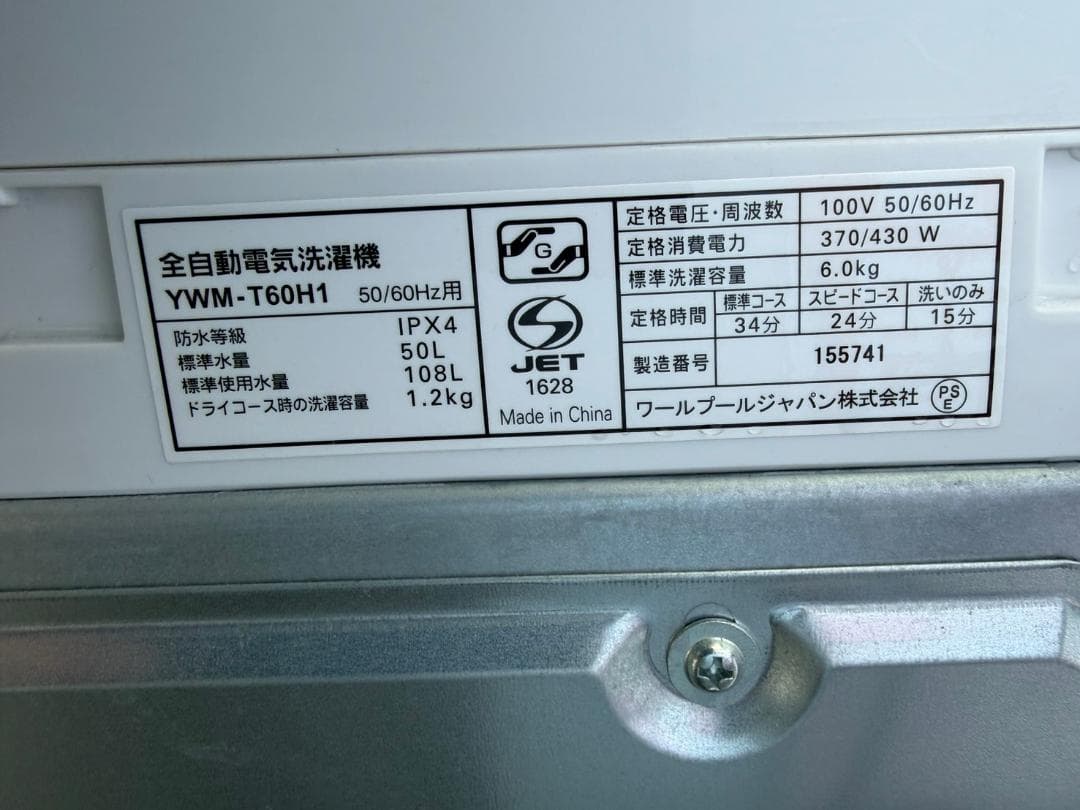 全自動電気洗濯機
YWM-T60H1 50/60Hz用
防水等級 IPX4
標準水量 50L
標準使用水量 108L
ドライコース時の洗濯容量 1.2kg
G
JET
1628
Made in China
定格電圧・周波数 100V 50/60Hz
定格消費電力 370/430 W
標準洗濯容量 6.0kg
定格時間 標準コース スピードコース 洗いのみ
34分 24分 15分
製造番号 155741
ワールプールジャパン株式会社 PSE